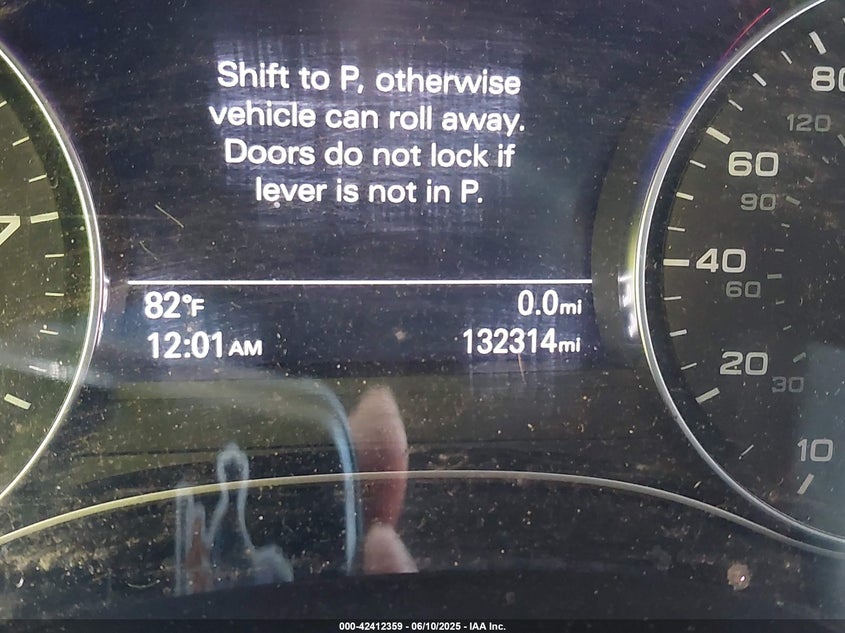 Shift to P, otherwise
vehicle can roll away.
Doors do not lock if
lever is not in P.
82°F
0.0mi
12:01AM
132314mi
7
80
120
60
90
40
60
20
30
10
000-42412359 - 06/10/2025 - IAA Inc.